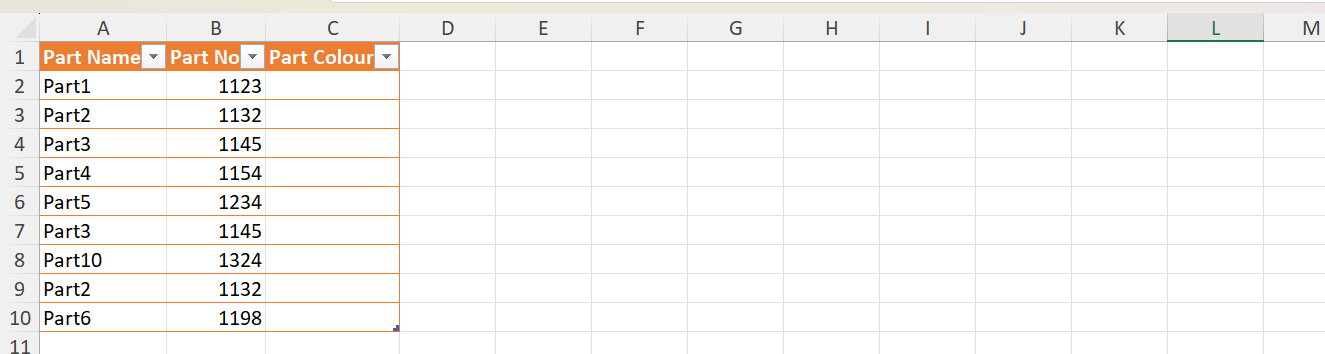 A B C D E F G H I J K L M
1 Part Name Part No Part Colour
2 Part1 1123
3 Part2 1132
4 Part3 1145
5 Part4 1154
6 Part5 1234
7 Part3 1145
8 Part10 1324
9 Part2 1132
10 Part6 1198
11